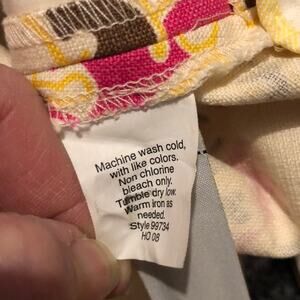 Machine wash cold,
with like colors.
Non chlorine
bleach only.
Tumble dry low.
Warm iron as
needed.
Style 99734
HO 08